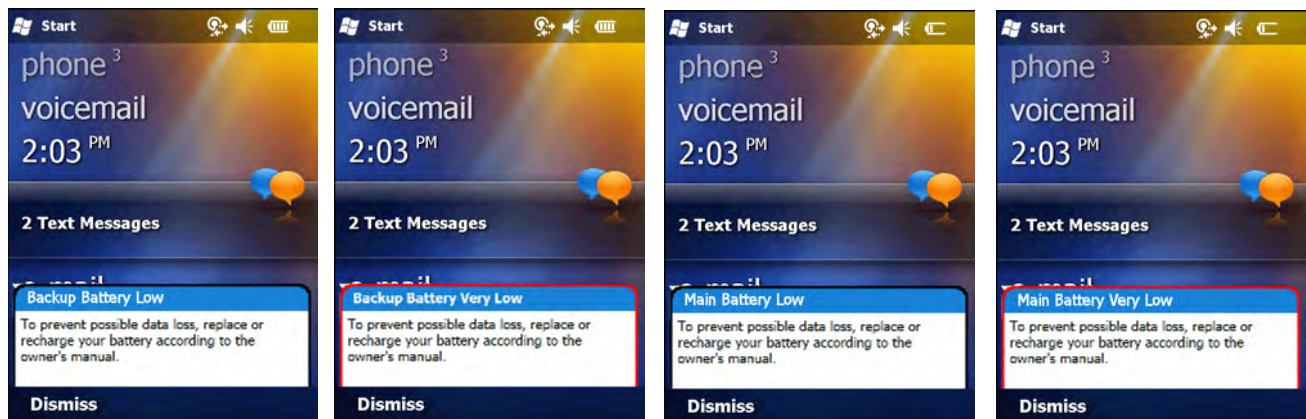 Start
phone 3
voicemail
2:03 PM
2 Text Messages
e-mail
Backup Battery Low
To prevent possible data loss, replace or
recharge your battery according to the
owner's manual.
Dismiss
Start
phone 3
voicemail
2:03 PM
2 Text Messages
e-mail
Backup Battery Very Low
To prevent possible data loss, replace or
recharge your battery according to the
owner's manual.
Dismiss
Start
phone 3
voicemail
2:03 PM
2 Text Messages
e-mail
Main Battery Low
To prevent possible data loss, replace or
recharge your battery according to the
owner's manual.
Dismiss
Start
phone 3
voicemail
2:03 PM
2 Text Messages
e-mail
Main Battery Very Low
To prevent possible data loss, replace or
recharge your battery according to the
owner's manual.
Dismiss